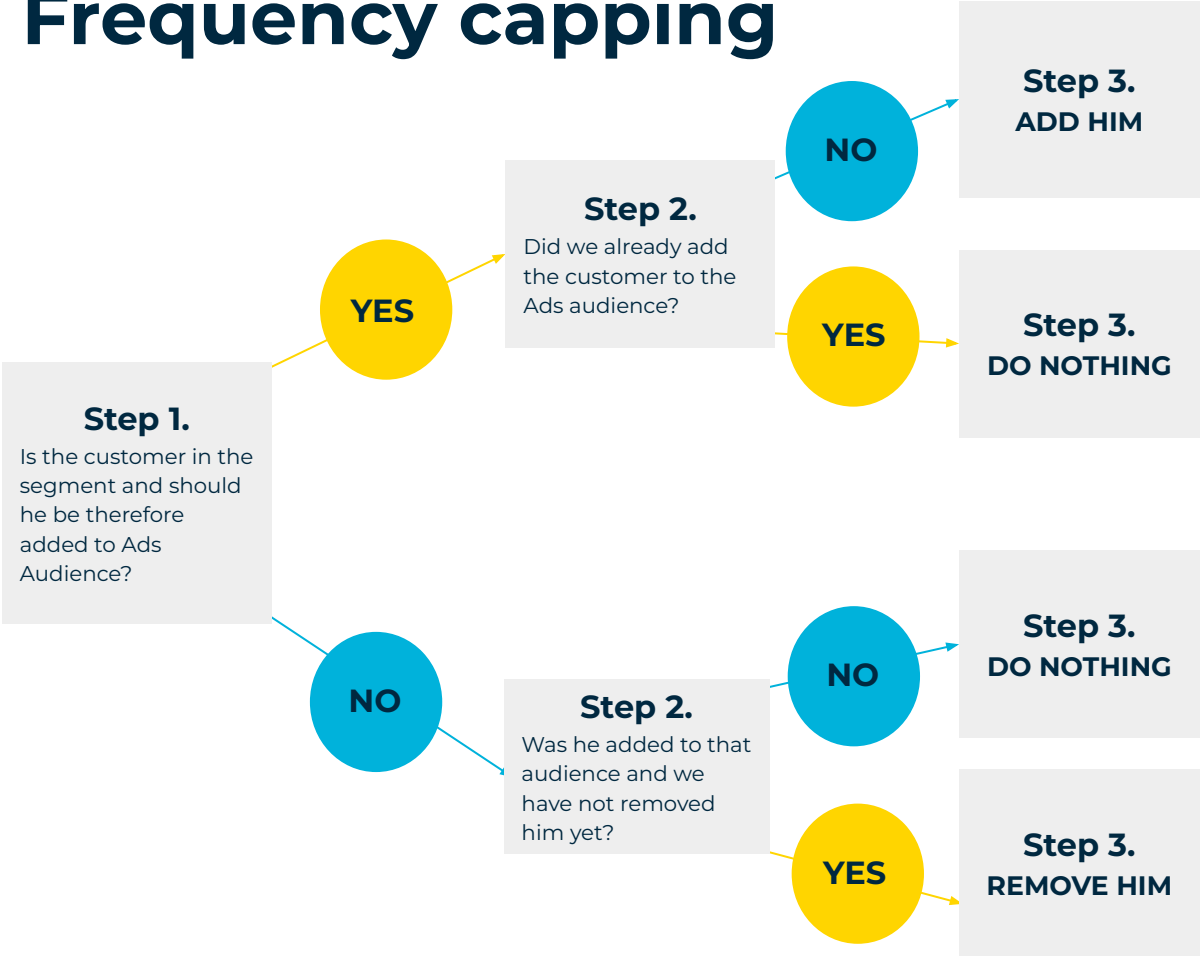 Frequency capping
Step 1.
Is the customer in the
segment and should
he be therefore
added to Ads
Audience?
YES
Step 2.
Did we already add
the customer to the
Ads audience?
NO
Step 3.
ADD HIM
YES
Step 3.
DO NOTHING
NO
Step 2.
Was he added to that
audience and we
have not removed
him yet?
NO
Step 3.
DO NOTHING
YES
Step 3.
REMOVE HIM